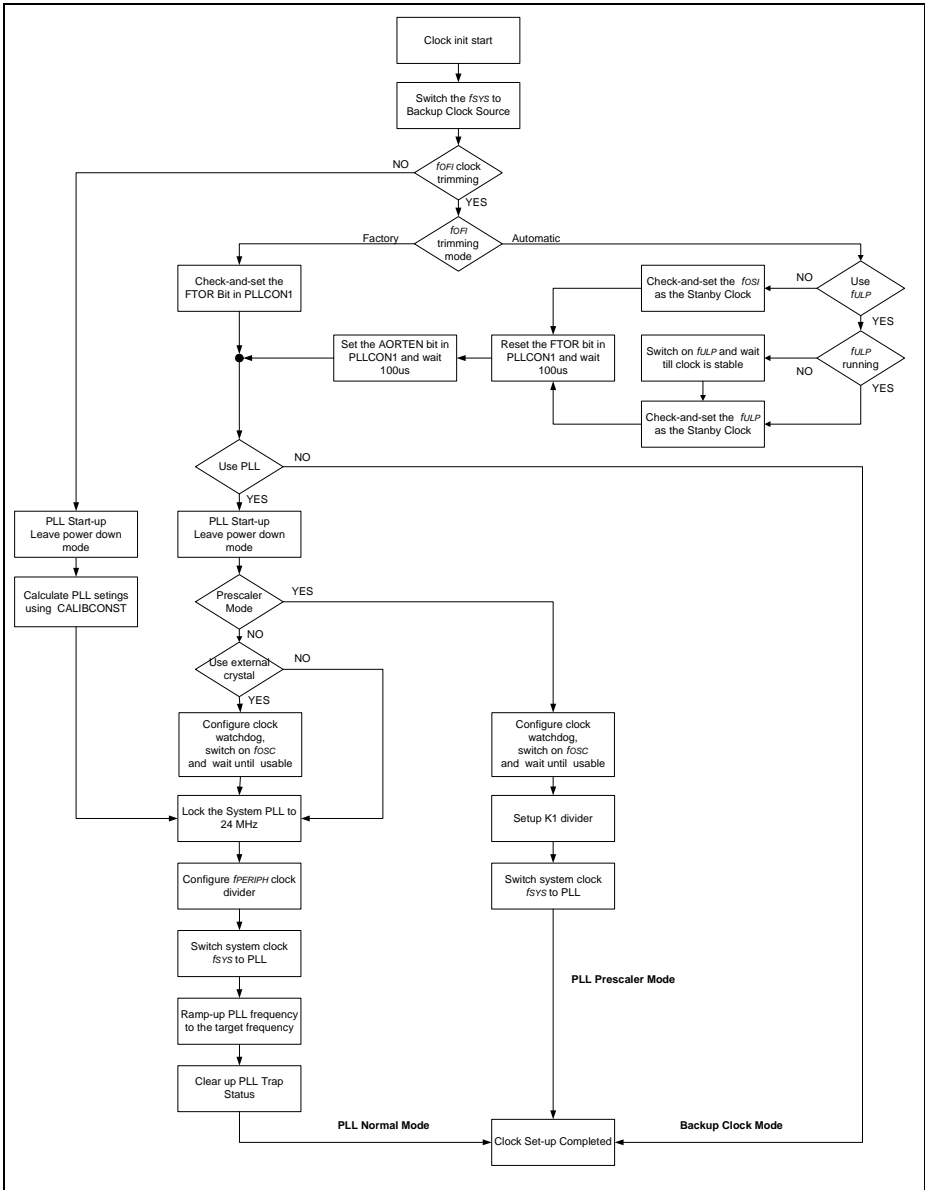 Clock init start
Switch the fSYS to
Backup Clock Source
NO
fOFI clock
trimming
YES
Factory
fOFI
trimming
mode
Automatic
Check-and-set the
FTOR Bit in PLLCON1
Check-and-set the fOSI
as the Stanby Clock
NO
Use
fULP
YES
Set the AORTEN bit in
PLLCON1 and wait
100us
Reset the FTOR bit in
PLLCON1 and wait
100us
Switch on fULP and wait
till clock is stable
NO
fULP
running
YES
Check-and-set the fULP
as the Stanby Clock
Use PLL
NO
YES
PLL Start-up
Leave power down
mode
PLL Start-up
Leave power down
mode
Calculate PLL setings
using CALIBCONST
Prescaler
Mode
YES
NO
Use external
crystal
NO
YES
Configure clock
watchdog,
switch on fOSC
and wait until usable
Configure clock
watchdog,
switch on fOSC
and wait until usable
Lock the System PLL to
24 MHz
Setup K1 divider
Configure fPERIPH clock
divider
Switch system clock
fSYS to PLL
Switch system clock
fSYS to PLL
PLL Prescaler Mode
Ramp-up PLL frequency
to the target frequency
Clear up PLL Trap
Status
PLL Normal Mode
Clock Set-up Completed
Backup Clock Mode